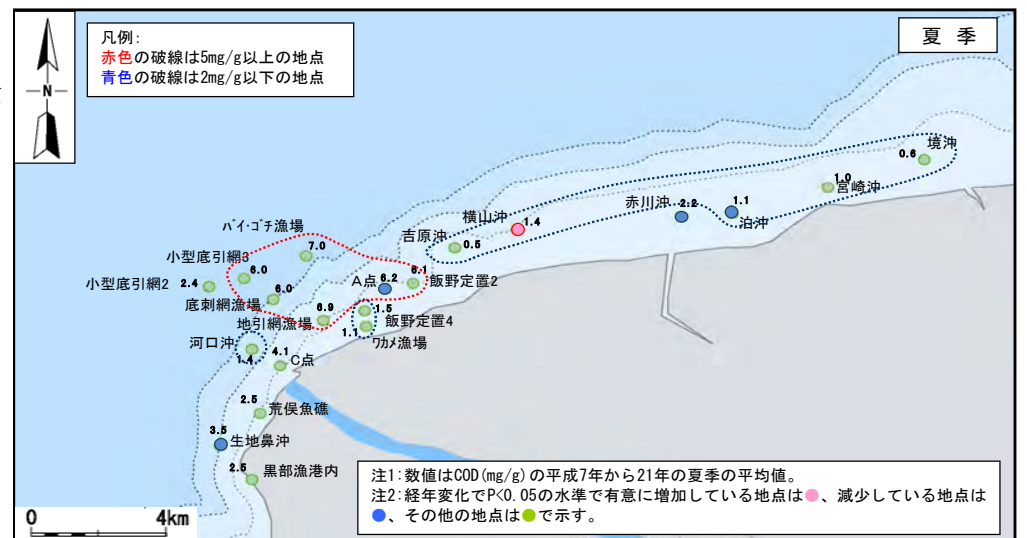 夏 季
凡例:
赤色の破線は5mg/g以上の地点
青色の破線は2mg/g以下の地点
N
境沖
0.6
1.0
宮崎沖
赤川沖
2.2
1.1
泊沖
横山沖
1.4
吉原沖
0.5
バイ・ゴチ漁場
7.0
小型底引網3
6.0
小型底引網2
2.4
底刺網漁場
6.0
A点
6.2
6.1
飯野定置2
地引網漁場
6.9
1.5
飯野定置4
1.1
ワカメ漁場
河口沖
1.4
4.1
C点
2.5
荒俣魚礁
3.5
生地鼻沖
2.5
黒部漁港内
注1:数値はCOD(mg/g)の平成7年から21年の夏季の平均値。
注2:経年変化でP<0.05の水準で有意に増加している地点は●、減少している地点は
●、その他の地点は●で示す。
0 4km